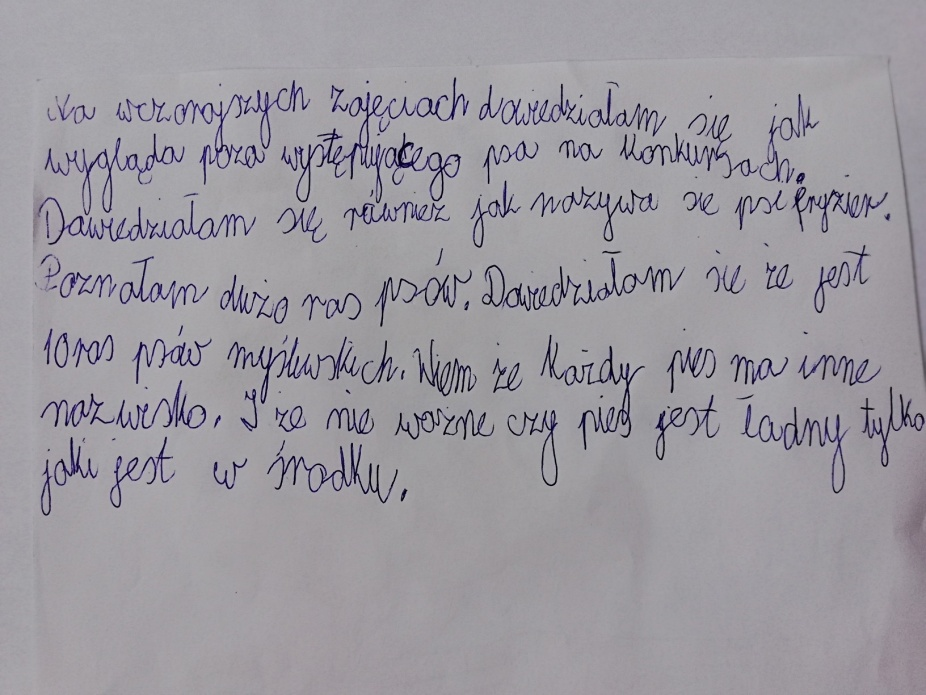 Na wczorajszych zajęciach dowiedziałam się jak
wygląda poza występującego psa na konkursach.
Dowiedziałam się również jak nazywa się psi fryzier.
Poznałam dużo ras psów. Dowiedziałam się że jest
10 ras psów myśliwskich. Wiem że każdy pies ma inne
nazwisko. I że nie ważne czy pies jest ładny tylko
jaki jest w środku.